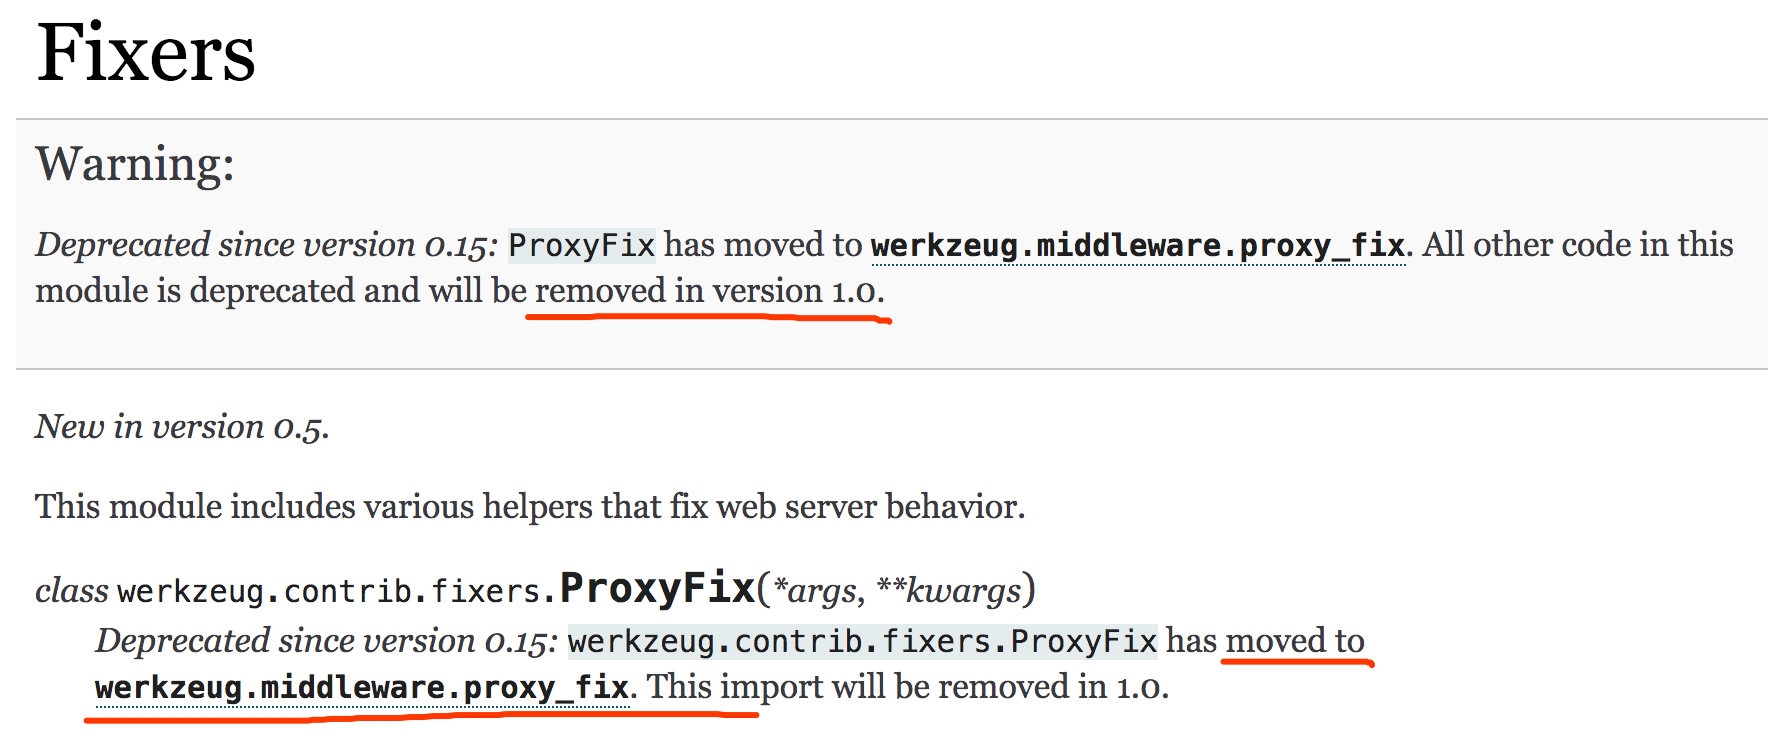 Fixers
Warning:
Deprecated since version 0.15: ProxyFix has moved to werkzeug.middleware.proxy_fix. All other code in this
module is deprecated and will be removed in version 1.0.
New in version 0.5.
This module includes various helpers that fix web server behavior.
class werkzeug.contrib.fixers.ProxyFix(*args, **kwargs)
Deprecated since version 0.15: werkzeug.contrib.fixers.ProxyFix has moved to
werkzeug.middleware.proxy_fix. This import will be removed in 1.0.